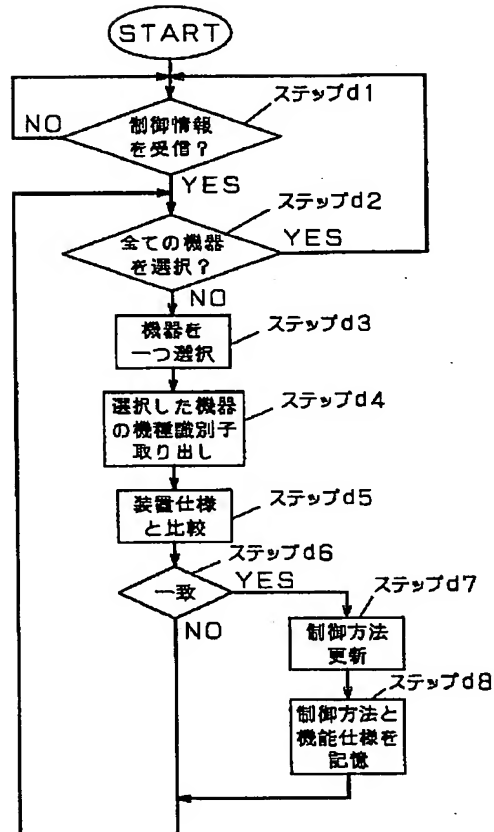 START
ステップd1
NO
制御情報
を受信?
YES
ステップd2
全ての機器
を選択?
YES
NO
機器を
一つ選択
ステップd3
選択した機器
の機種識別子
取り出し
ステップd4
装置仕様
と比較
ステップd5
ステップd6
一致
YES
NO
ステップd7
制御方法
更新
ステップd8
制御方法と
機能仕様を
記憶